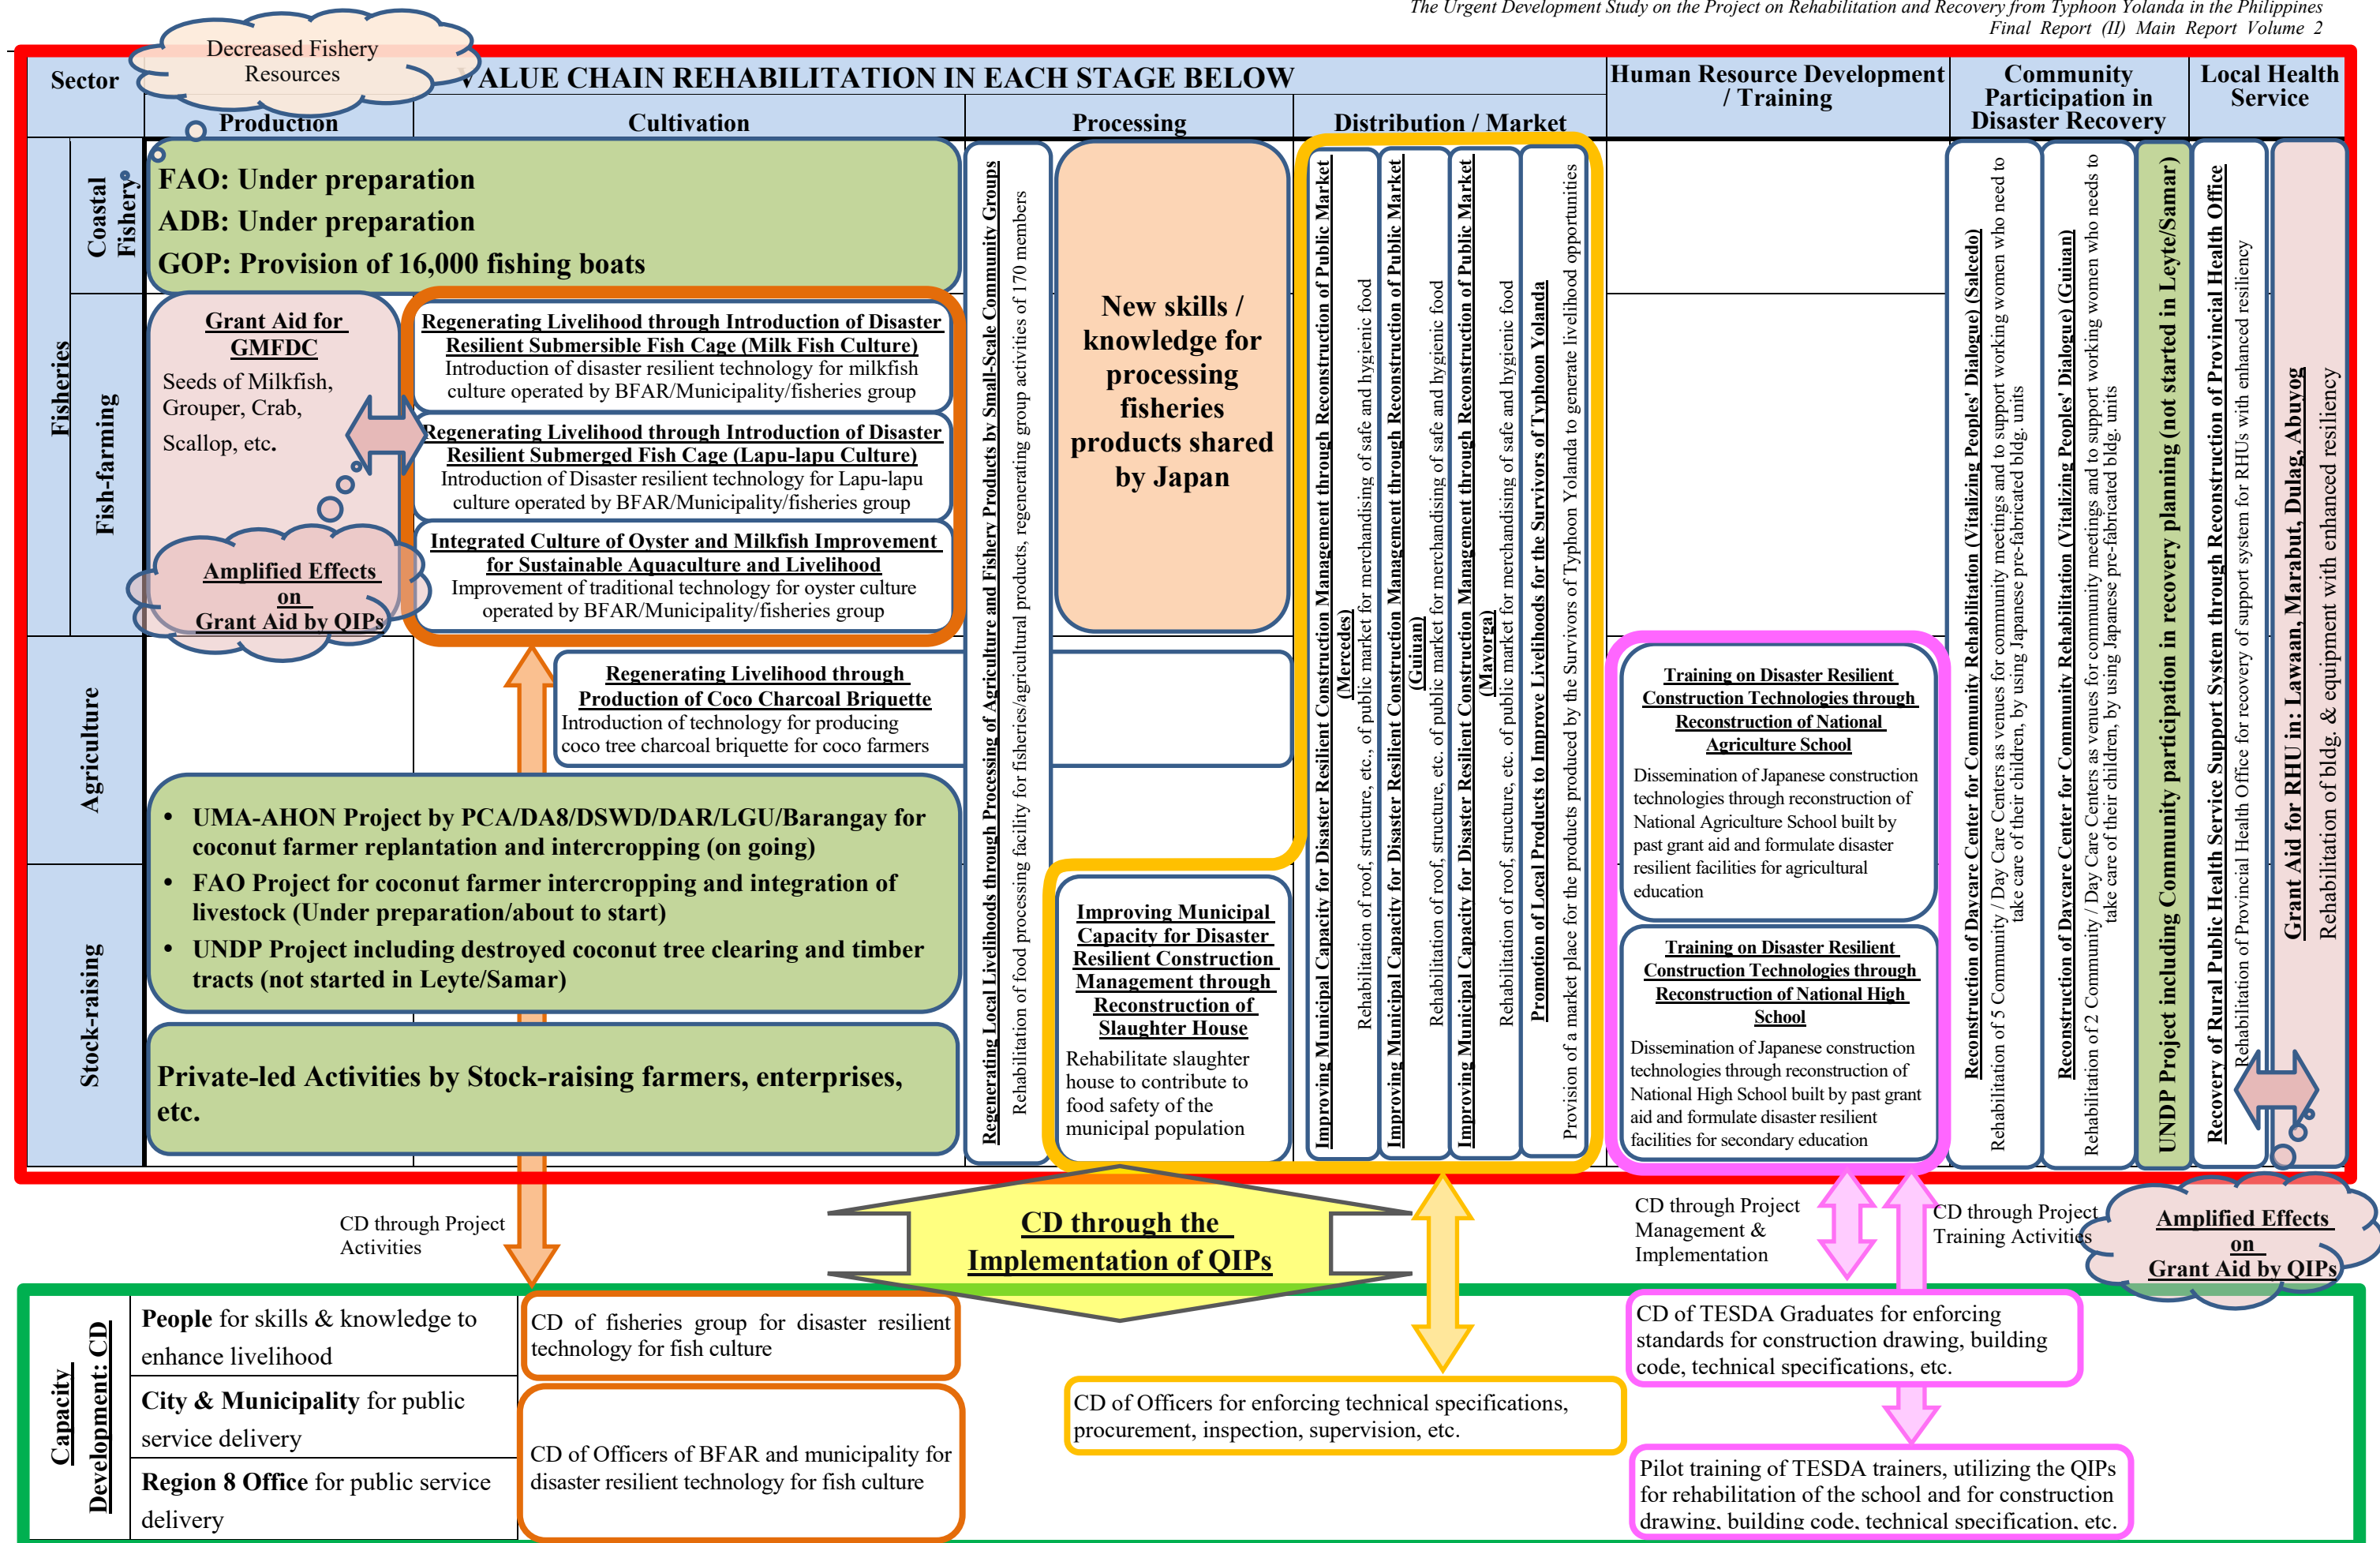 The Urgent Development Study on the Project on Rehabilitation and Recovery from Typhoon Yolanda in the Philippines
Final Report (II) Main Report Volume 2
Decreased Fishery
Resources
Sector
VALUE CHAIN REHABILITATION IN EACH STAGE BELOW
Human Resource Development
/ Training
Community
Participation in
Disaster Recovery
Local Health
Service
Production
Cultivation
Processing
Distribution / Market
Fisheries
Coastal
Fishery
Fish-farming
Agriculture
Stock-raising
FAO: Under preparation
ADB: Under preparation
GOP: Provision of 16,000 fishing boats
Grant Aid for
GMFDC
Seeds of Milkfish,
Grouper, Crab,
Scallop, etc.
Amplified Effects
on
Grant Aid by QIPs
Regenerating Livelihood through Introduction of Disaster
Resilient Submersible Fish Cage (Milk Fish Culture)
Introduction of disaster resilient technology for milkfish
culture operated by BFAR/Municipality/fisheries group
Regenerating Livelihood through Introduction of Disaster
Resilient Submerged Fish Cage (Lapu-lapu Culture)
Introduction of Disaster resilient technology for Lapu-lapu
culture operated by BFAR/Municipality/fisheries group
Integrated Culture of Oyster and Milkfish Improvement
for Sustainable Aquaculture and Livelihood
Improvement of traditional technology for oyster culture
operated by BFAR/Municipality/fisheries group
Regenerating Livelihood through
Production of Coco Charcoal Briquette
Introduction of technology for producing
coco tree charcoal briquette for coco farmers
• UMA-AHON Project by PCA/DA8/DSWD/DAR/LGU/Barangay for
coconut farmer replantation and intercropping (on going)
• FAO Project for coconut farmer intercropping and integration of
livestock (Under preparation/about to start)
• UNDP Project including destroyed coconut tree clearing and timber
tracts (not started in Leyte/Samar)
Private-led Activities by Stock-raising farmers, enterprises,
etc.
Regenerating Local Livelihoods through Processing of Agriculture and Fishery Products by Small-Scale Community Groups
Rehabilitation of food processing facility for fisheries/agricultural products, regenerating group activities of 170 members
New skills /
knowledge for
processing
fisheries
products shared
by Japan
Improving Municipal
Capacity for Disaster
Resilient Construction
Management through
Reconstruction of
Slaughter House
Rehabilitate slaughter
house to contribute to
food safety of the
municipal population
Improving Municipal Capacity for Disaster Resilient Construction Management through Reconstruction of Public Market
(Mercedes)
Rehabilitation of roof, structure, etc., of public market for merchandising of safe and hygienic food
Improving Municipal Capacity for Disaster Resilient Construction Management through Reconstruction of Public Market
(Guiuan)
Rehabilitation of roof, structure, etc. of public market for merchandising of safe and hygienic food
Improving Municipal Capacity for Disaster Resilient Construction Management through Reconstruction of Public Market
(Mayorga)
Rehabilitation of roof, structure, etc. of public market for merchandising of safe and hygienic food
Promotion of Local Products to Improve Livelihoods for the Survivors of Typhoon Yolanda
Provision of a market place for the products produced by the Survivors of Typhoon Yolanda to generate livelihood opportunities
Training on Disaster Resilient
Construction Technologies through
Reconstruction of National
Agriculture School
Dissemination of Japanese construction
technologies through reconstruction of
National Agriculture School built by
past grant aid and formulate disaster
resilient facilities for agricultural
education
Training on Disaster Resilient
Construction Technologies through
Reconstruction of National High
School
Dissemination of Japanese construction
technologies through reconstruction of
National High School built by past grant
aid and formulate disaster resilient
facilities for secondary education
Reconstruction of Daycare Center for Community Rehabilitation (Vitalizing Peoples' Dialogue) (Salcedo)
Rehabilitation of 5 Community / Day Care Centers as venues for community meetings and to support working women who need to
take care of their children, by using Japanese pre-fabricated bldg. units
Reconstruction of Daycare Center for Community Rehabilitation (Vitalizing Peoples' Dialogue) (Guiuan)
Rehabilitation of 2 Community / Day Care Centers as venues for community meetings and to support working women who needs to
take care of their children, by using Japanese pre-fabricated bldg. units
UNDP Project including Community participation in recovery planning (not started in Leyte/Samar)
Recovery of Rural Public Health Service Support System through Reconstruction of Provincial Health Office
Rehabilitation of Provincial Health Office for recovery of support system for RHUs with enhanced resiliency
Grant Aid for RHU in: Lawaan, Marabut, Dulag, Abuyog
Rehabilitation of bldg. & equipment with enhanced resiliency
CD through Project
Activities
CD through the
Implementation of QIPs
CD through Project
Management &
Implementation
CD through Project
Training Activities
Amplified Effects
on
Grant Aid by QIPs
Capacity
Development: CD
People for skills & knowledge to
enhance livelihood
City & Municipality for public
service delivery
Region 8 Office for public service
delivery
CD of fisheries group for disaster resilient
technology for fish culture
CD of Officers of BFAR and municipality for
disaster resilient technology for fish culture
CD of Officers for enforcing technical specifications,
procurement, inspection, supervision, etc.
CD of TESDA Graduates for enforcing
standards for construction drawing, building
code, technical specifications, etc.
Pilot training of TESDA trainers, utilizing the QIPs
for rehabilitation of the school and for construction
drawing, building code, technical specification, etc.